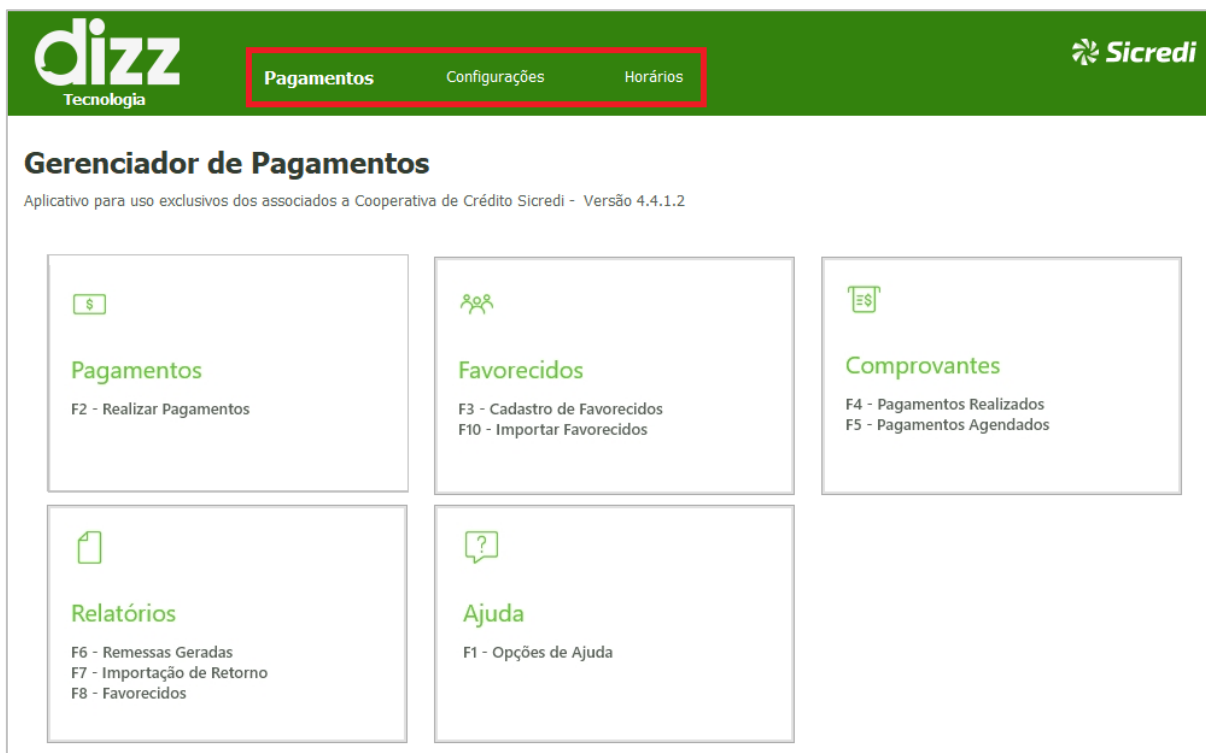 dizz
Tecnologia
Pagamentos Configurações Horários
Sicredi
Gerenciador de Pagamentos
Aplicativo para uso exclusivos dos associados a Cooperativa de Crédito Sicredi - Versão 4.4.1.2
$
Pagamentos
F2 - Realizar Pagamentos
Favorecidos
F3 - Cadastro de Favorecidos
F10 - Importar Favorecidos
$
Comprovantes
F4 - Pagamentos Realizados
F5 - Pagamentos Agendados
Relatórios
F6 - Remessas Geradas
F7 - Importação de Retorno
F8 - Favorecidos
?
Ajuda
F1 - Opções de Ajuda